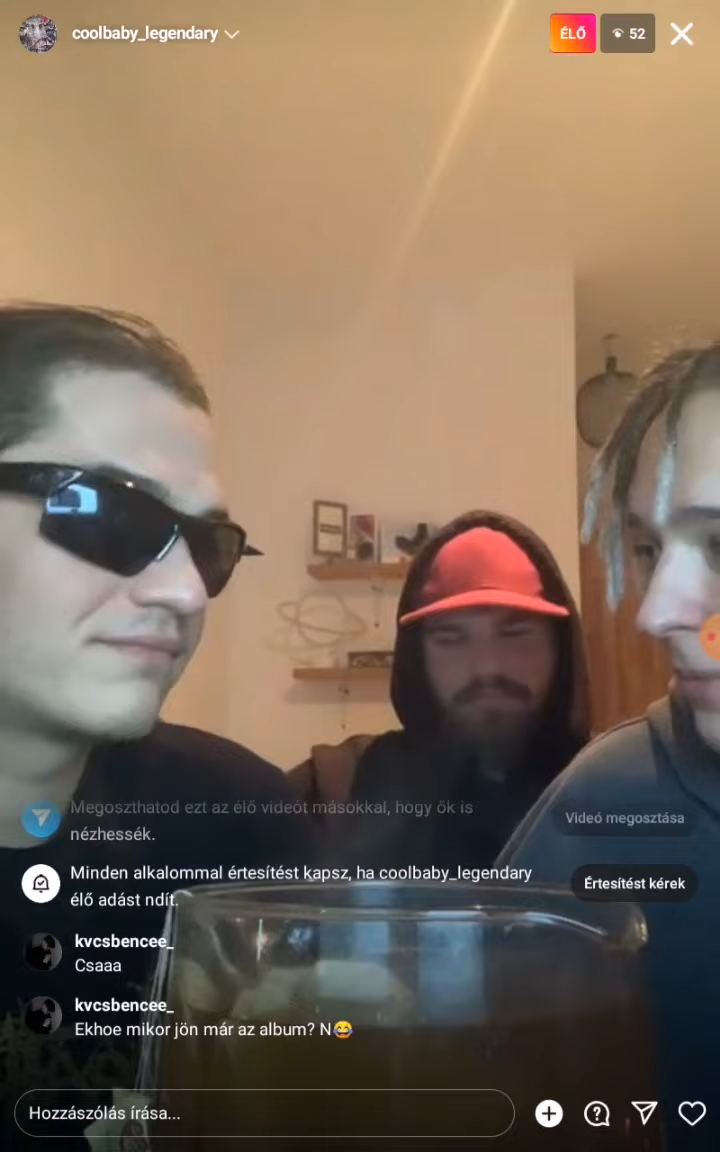 coolbaby_legendary
ÉLŐ
52
Megoszthatod ezt az élő videót másokkal, hogy ők is
nézhessék.
Videó megosztása
Minden alkalommal értesítést kapsz, ha coolbaby_legendary
élő adást ndít.
Értesítést kérek
kvcsbencee_
Csaaa
kvcsbencee_
Ekhoe mikor jön már az album? N😂
Hozzászólás írása...